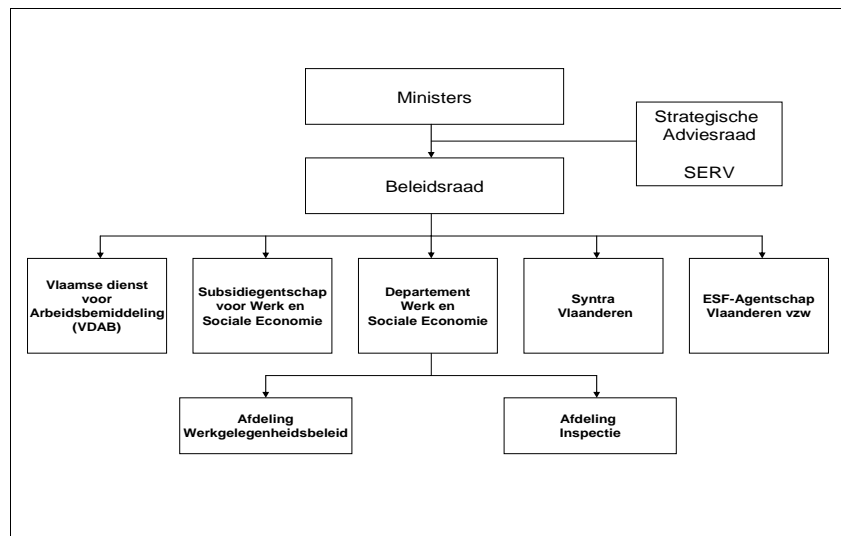 Ministers
Strategische
Adviesraad
SERV
Beleidsraad
Vlaamse dienst
voor
Arbeidsbemiddeling
(VDAB)
Subsidiegentschap
voor Werk en
Sociale Economie
Departement
Werk en
Sociale Economie
Syntra
Vlaanderen
ESF-Agentschap
Vlaanderen vzw
Afdeling
Werkgelegenheidsbeleid
Afdeling
Inspectie